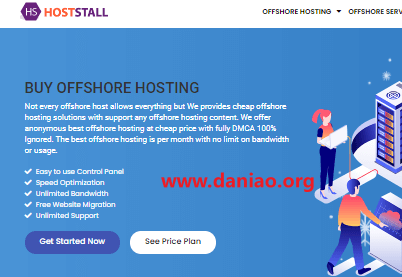 HS HOSTSTALL
OFFSHORE HOSTING OFFSHORE SERV
BUY OFFSHORE HOSTING
Not every offshore host allows everything but We provides cheap offshore
hosting solutions with support any offshore hosting content. We offer
anonymous best offshore hosting at cheap price with fully DMCA 100%
Ignored. The best offshore hosting is per month with no limit on bandwidth
or usage.
Easy to use Control Panel
Speed Optimization
Unlimited Bandwidth
Free Website Migration
Unlimited Support
www.daniao.org
Get Started Now
See Price Plan